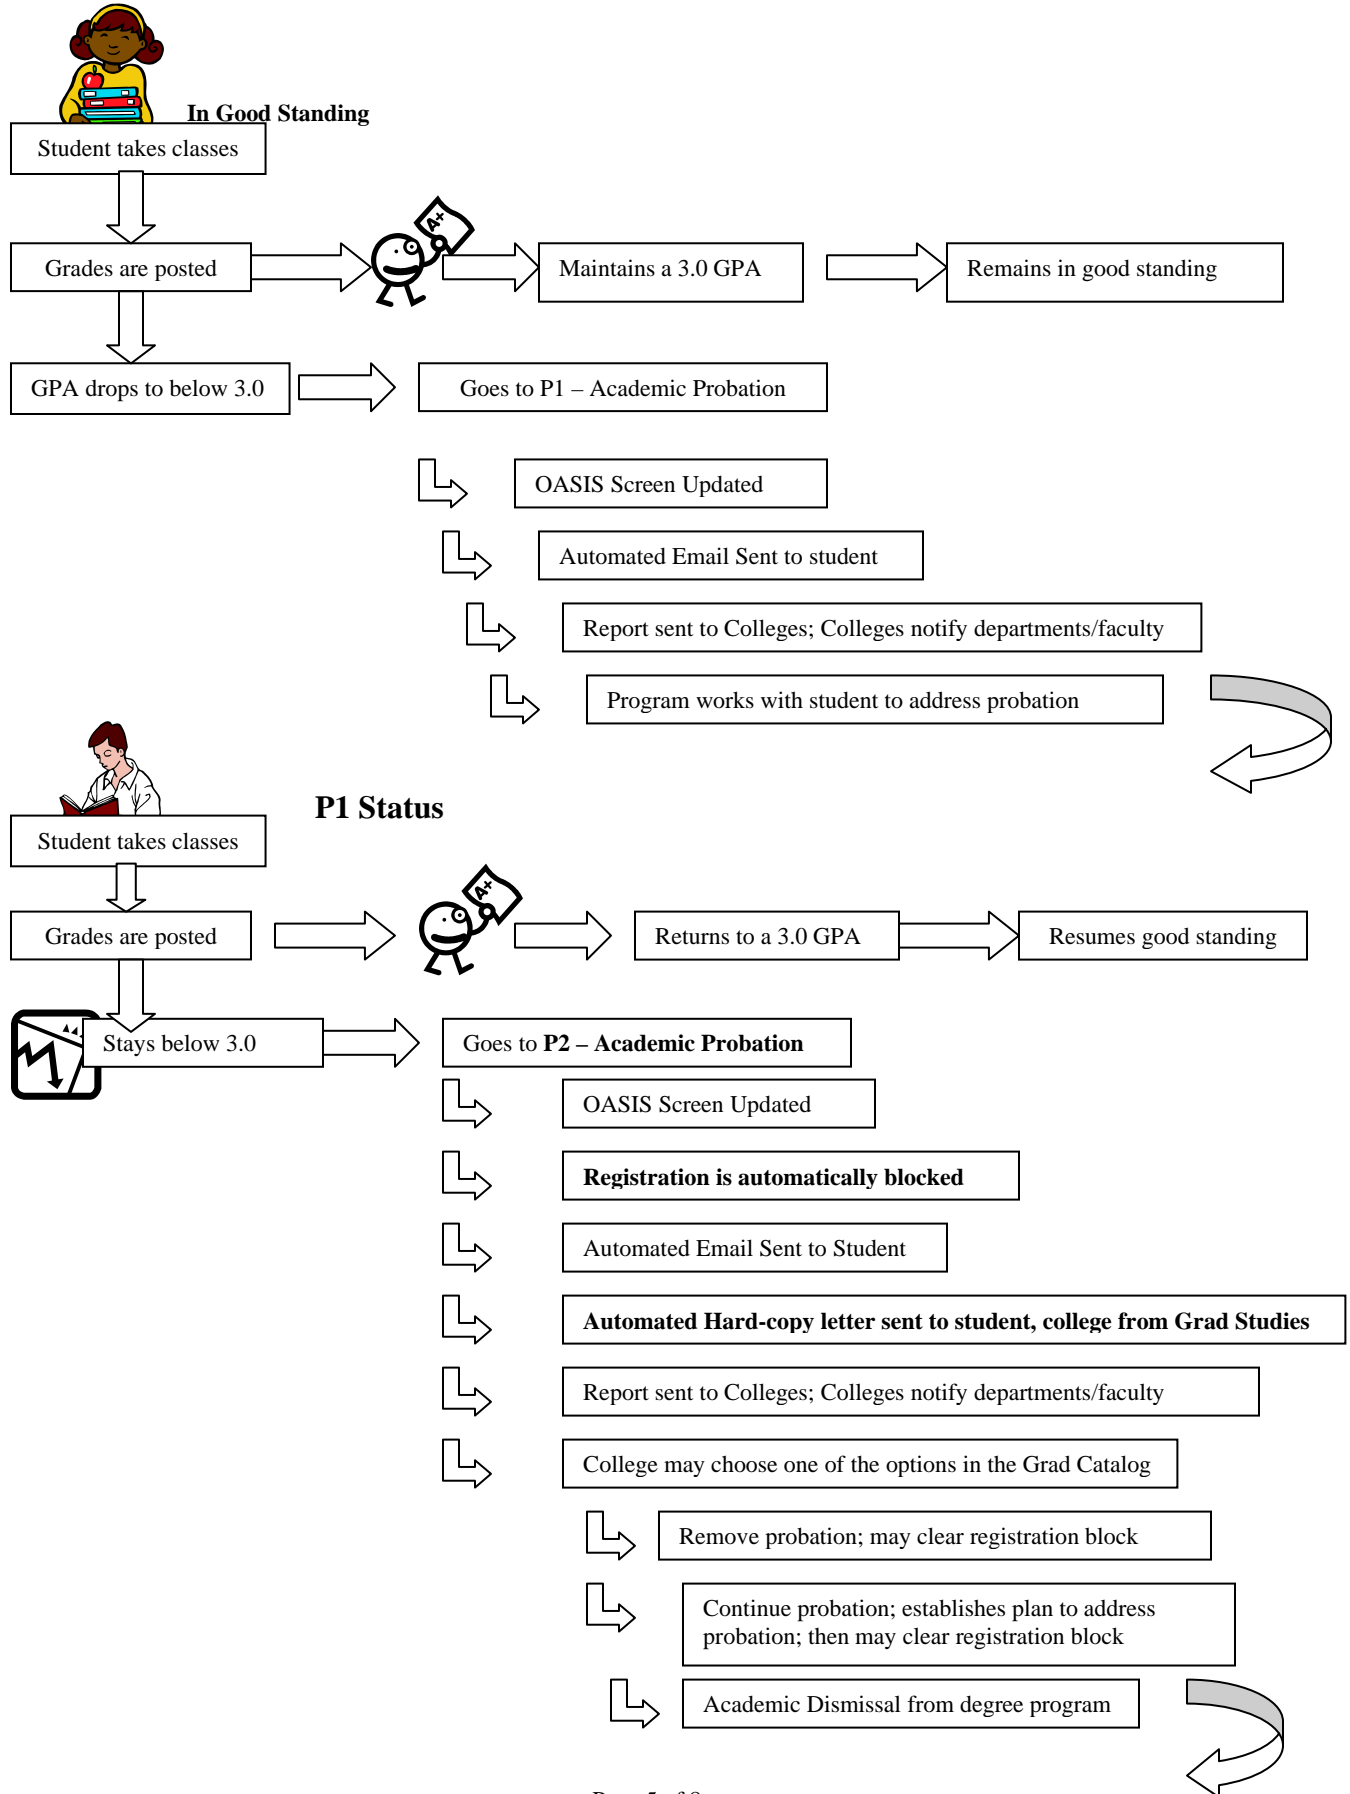 In Good Standing
Student takes classes
Grades are posted
A+
Maintains a 3.0 GPA
Remains in good standing
GPA drops to below 3.0
Goes to P1 – Academic Probation
OASIS Screen Updated
Automated Email Sent to student
Report sent to Colleges; Colleges notify departments/faculty
Program works with student to address probation
P1 Status
Student takes classes
Grades are posted
A+
Returns to a 3.0 GPA
Resumes good standing
Stays below 3.0
Goes to P2 – Academic Probation
OASIS Screen Updated
Registration is automatically blocked
Automated Email Sent to Student
Automated Hard-copy letter sent to student, college from Grad Studies
Report sent to Colleges; Colleges notify departments/faculty
College may choose one of the options in the Grad Catalog
Remove probation; may clear registration block
Continue probation; establishes plan to address
probation; then may clear registration block
Academic Dismissal from degree program